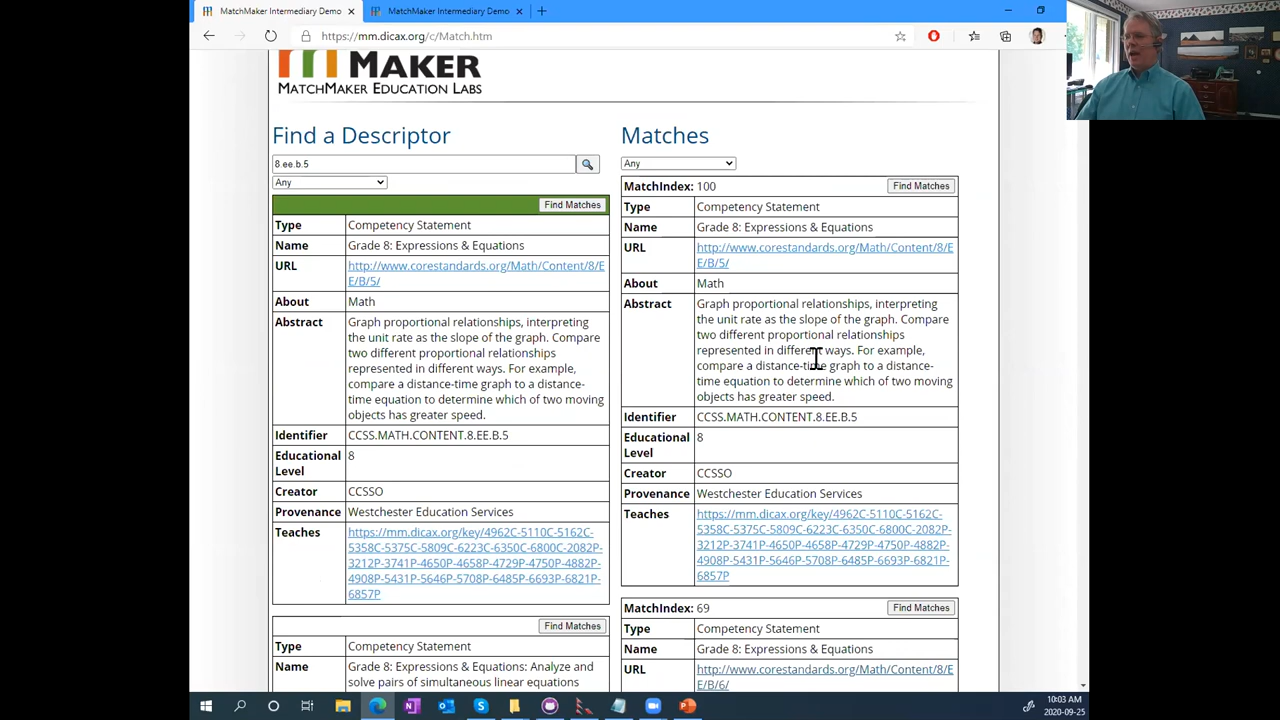 MatchMaker Intermediary Demo
MatchMaker Intermediary Demo
https://mm.dicax.org/c/Match.htm
MAKER
MATCHMAKER EDUCATION LABS
Find a Descriptor
8.ee.b.5
Any
Find Matches
Type Competency Statement
Name Grade 8: Expressions & Equations
URL http://www.corestandards.org/Math/Content/8/E
E/B/5/
About Math
Abstract Graph proportional relationships, interpreting
the unit rate as the slope of the graph. Compare
two different proportional relationships
represented in different ways. For example,
compare a distance-time graph to a distance-
time equation to determine which of two moving
objects has greater speed.
Identifier CCSS.MATH.CONTENT.8.EE.B.5
Educational 8
Level
Creator CCSSO
Provenance Westchester Education Services
Teaches https://mm.dicax.org/key/4962C-5110C-5162C-
5358C-5375C-5809C-6223C-6350C-6800C-2082P-
3212P-3741P-4650P-4658P-4729P-4750P-4882P-
4908P-5431P-5646P-5708P-6485P-6693P-6821P-
6857P
Find Matches
Type Competency Statement
Name Grade 8: Expressions & Equations: Analyze and
solve pairs of simultaneous linear equations
Matches
Any
MatchIndex: 100 Find Matches
Type Competency Statement
Name Grade 8: Expressions & Equations
URL http://www.corestandards.org/Math/Content/8/E
E/B/5/
About Math
Abstract Graph proportional relationships, interpreting
the unit rate as the slope of the graph. Compare
two different proportional relationships
represented in different ways. For example,
compare a distance-time graph to a distance-
time equation to determine which of two moving
objects has greater speed.
Identifier CCSS.MATH.CONTENT.8.EE.B.5
Educational 8
Level
Creator CCSSO
Provenance Westchester Education Services
Teaches https://mm.dicax.org/key/4962C-5110C-5162C-
5358C-5375C-5809C-6223C-6350C-6800C-2082P-
3212P-3741P-4650P-4658P-4729P-4750P-4882P-
4908P-5431P-5646P-5708P-6485P-6693P-6821P-
6857P
MatchIndex: 69 Find Matches
Type Competency Statement
Name Grade 8: Expressions & Equations
URL http://www.corestandards.org/Math/Content/8/E
E/B/6/
10:03 AM
2020-09-25